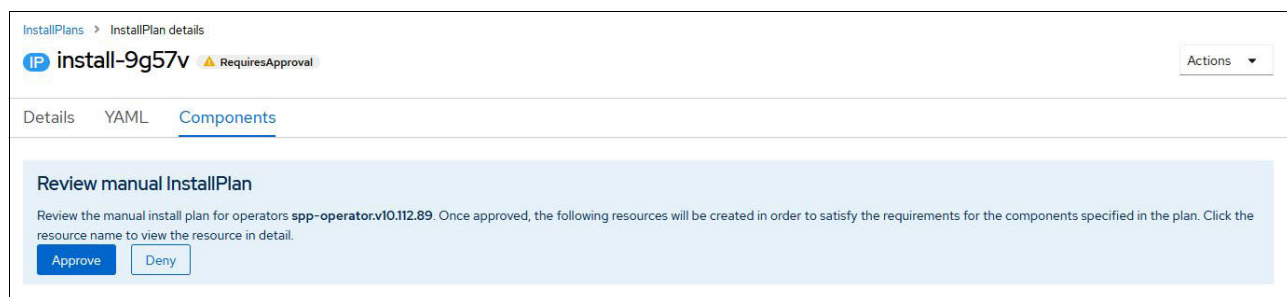 InstallPlans > InstallPlan details
IP install-9g57v RequiresApproval
Actions
Details YAML Components
Review manual InstallPlan
Review the manual install plan for operators spp-operator.v10.112.89. Once approved, the following resources will be created in order to satisfy the requirements for the components specified in the plan. Click the
resource name to view the resource in detail.
Approve Deny